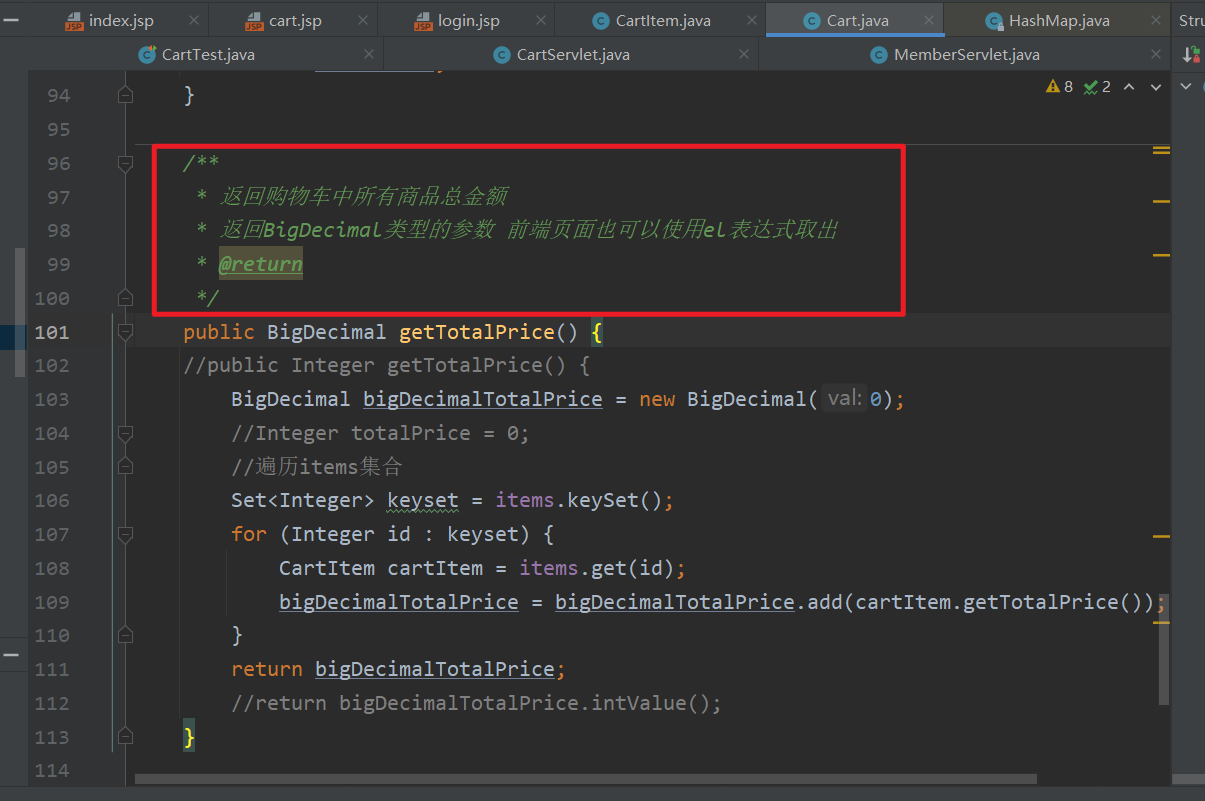 index.jsp
cart.jsp
login.jsp
CartItem.java
Cart.java
HashMap.java
Stru
CartTest.java
CartServlet.java
MemberServlet.java
8
2
94 }
95
96 /**
97 * 返回购物车中所有商品总金额
98 * 返回BigDecimal类型的参数 前端页面也可以使用el表达式取出
99 * @return
100 */
101 public BigDecimal getTotalPrice() {
102 //public Integer getTotalPrice() {
103 BigDecimal bigDecimalTotalPrice = new BigDecimal( val: 0);
104 //Integer totalPrice = 0;
105 //遍历items集合
106 Set<Integer> keyset = items.keySet();
107 for (Integer id : keyset) {
108 CartItem cartItem = items.get(id);
109 bigDecimalTotalPrice = bigDecimalTotalPrice.add(cartItem.getTotalPrice());
110 }
111 return bigDecimalTotalPrice;
112 //return bigDecimalTotalPrice.intValue();
113 }
114